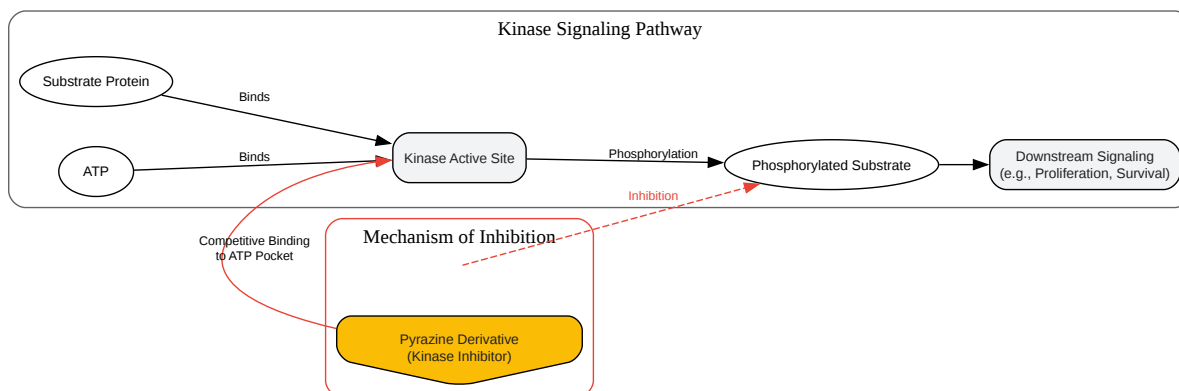 Kinase Signaling Pathway
Substrate Protein
Binds
ATP
Binds
Kinase Active Site
Phosphorylation
Phosphorylated Substrate
Downstream Signaling
(e.g., Proliferation, Survival)
Inhibition
Competitive Binding
to ATP Pocket
Mechanism of Inhibition
Pyrazine Derivative
(Kinase Inhibitor)